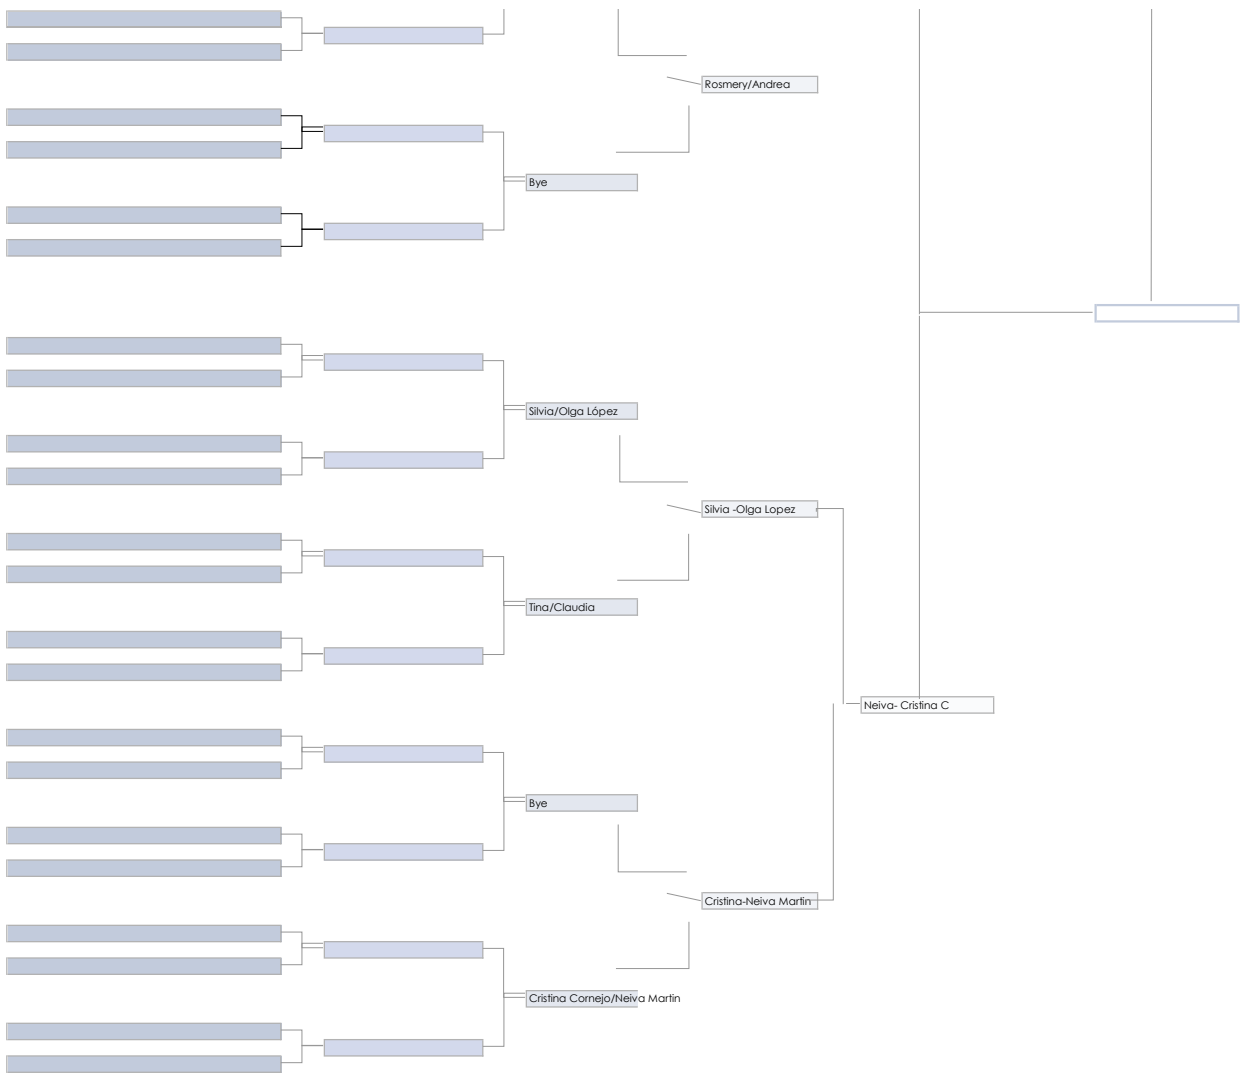 Rosmery/Andrea
Bye
Silvia/Olga López
Silvia -Olga Lopez
Tina/Claudia
Neiva- Cristina C
Bye
Cristina-Neiva Martin
Cristina Cornejo/Neiva Martin